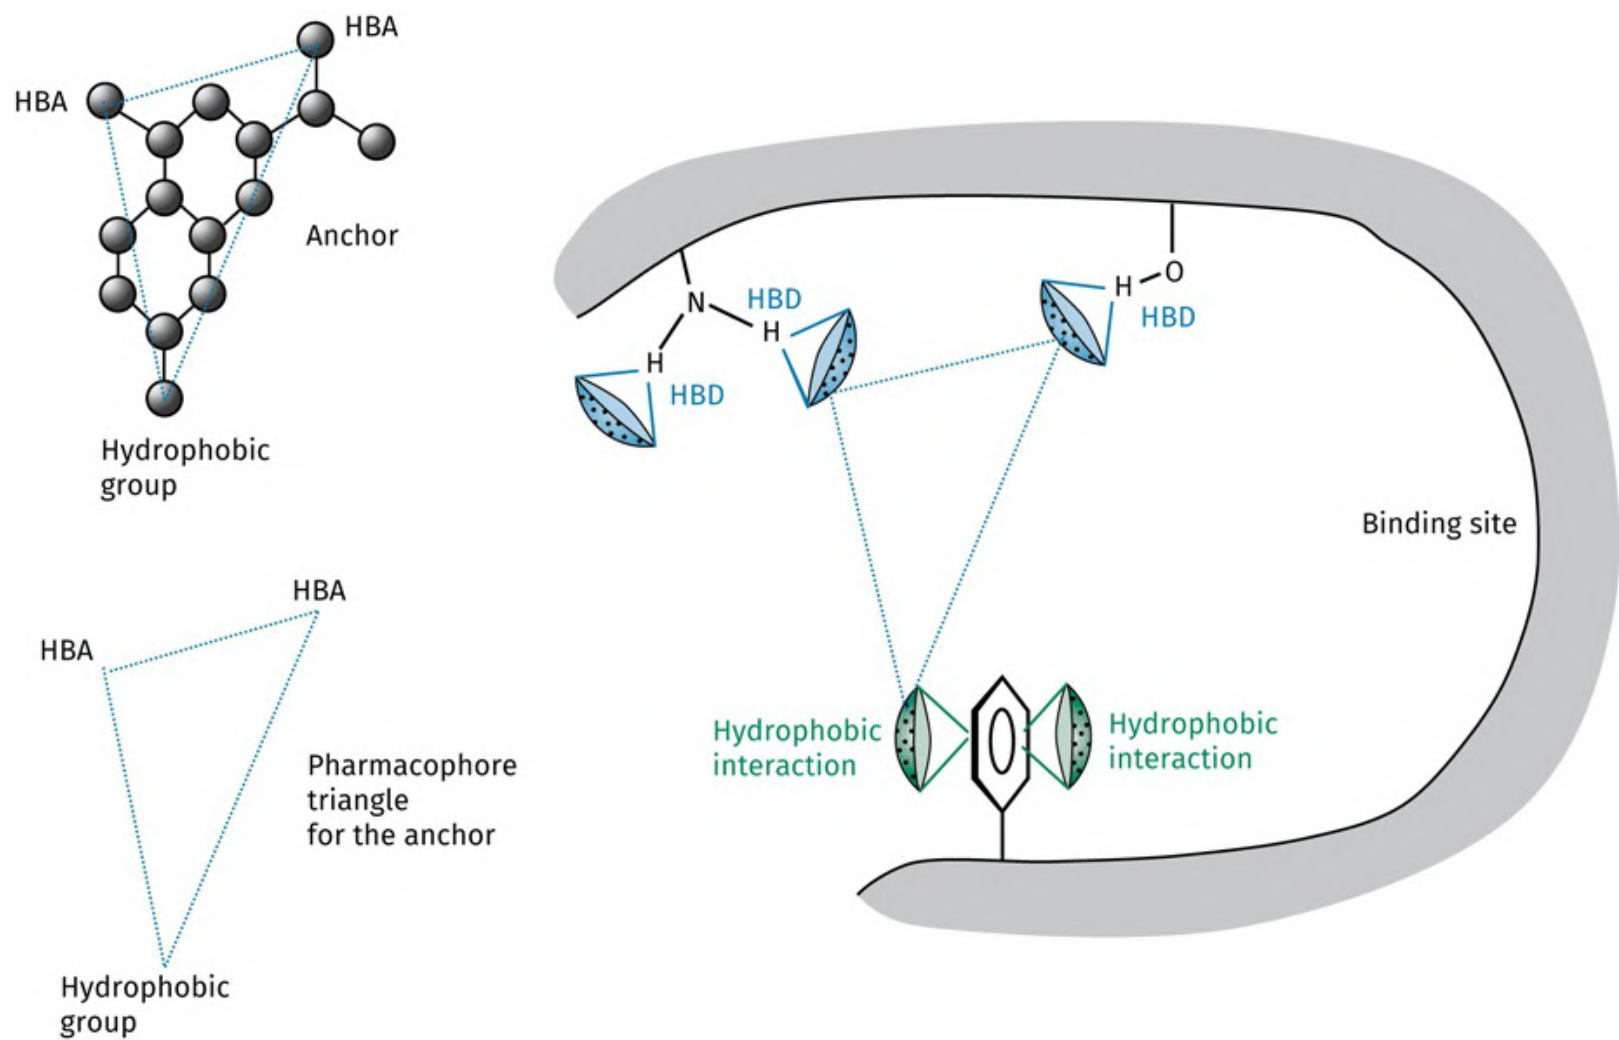 HBA
HBA
Anchor
Hydrophobic
group
HBA
HBA
Pharmacophore
triangle
for the anchor
Hydrophobic
group
N
H
HBD
H
HBD
H
O
HBD
Binding site
Hydrophobic
interaction
Hydrophobic
interaction